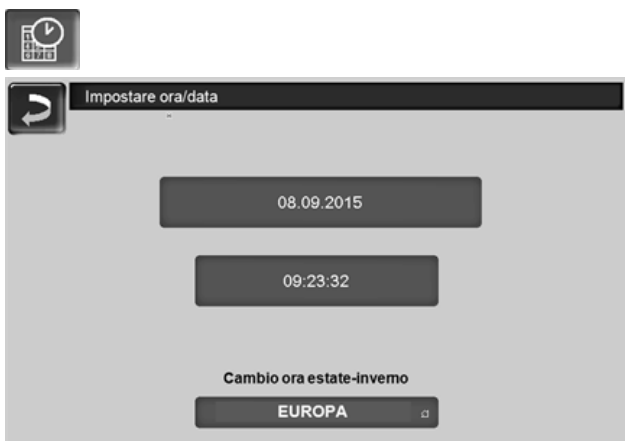 Impostare ora/data
08.09.2015
09:23:32
Cambio ora estate-inverno
EUROPA